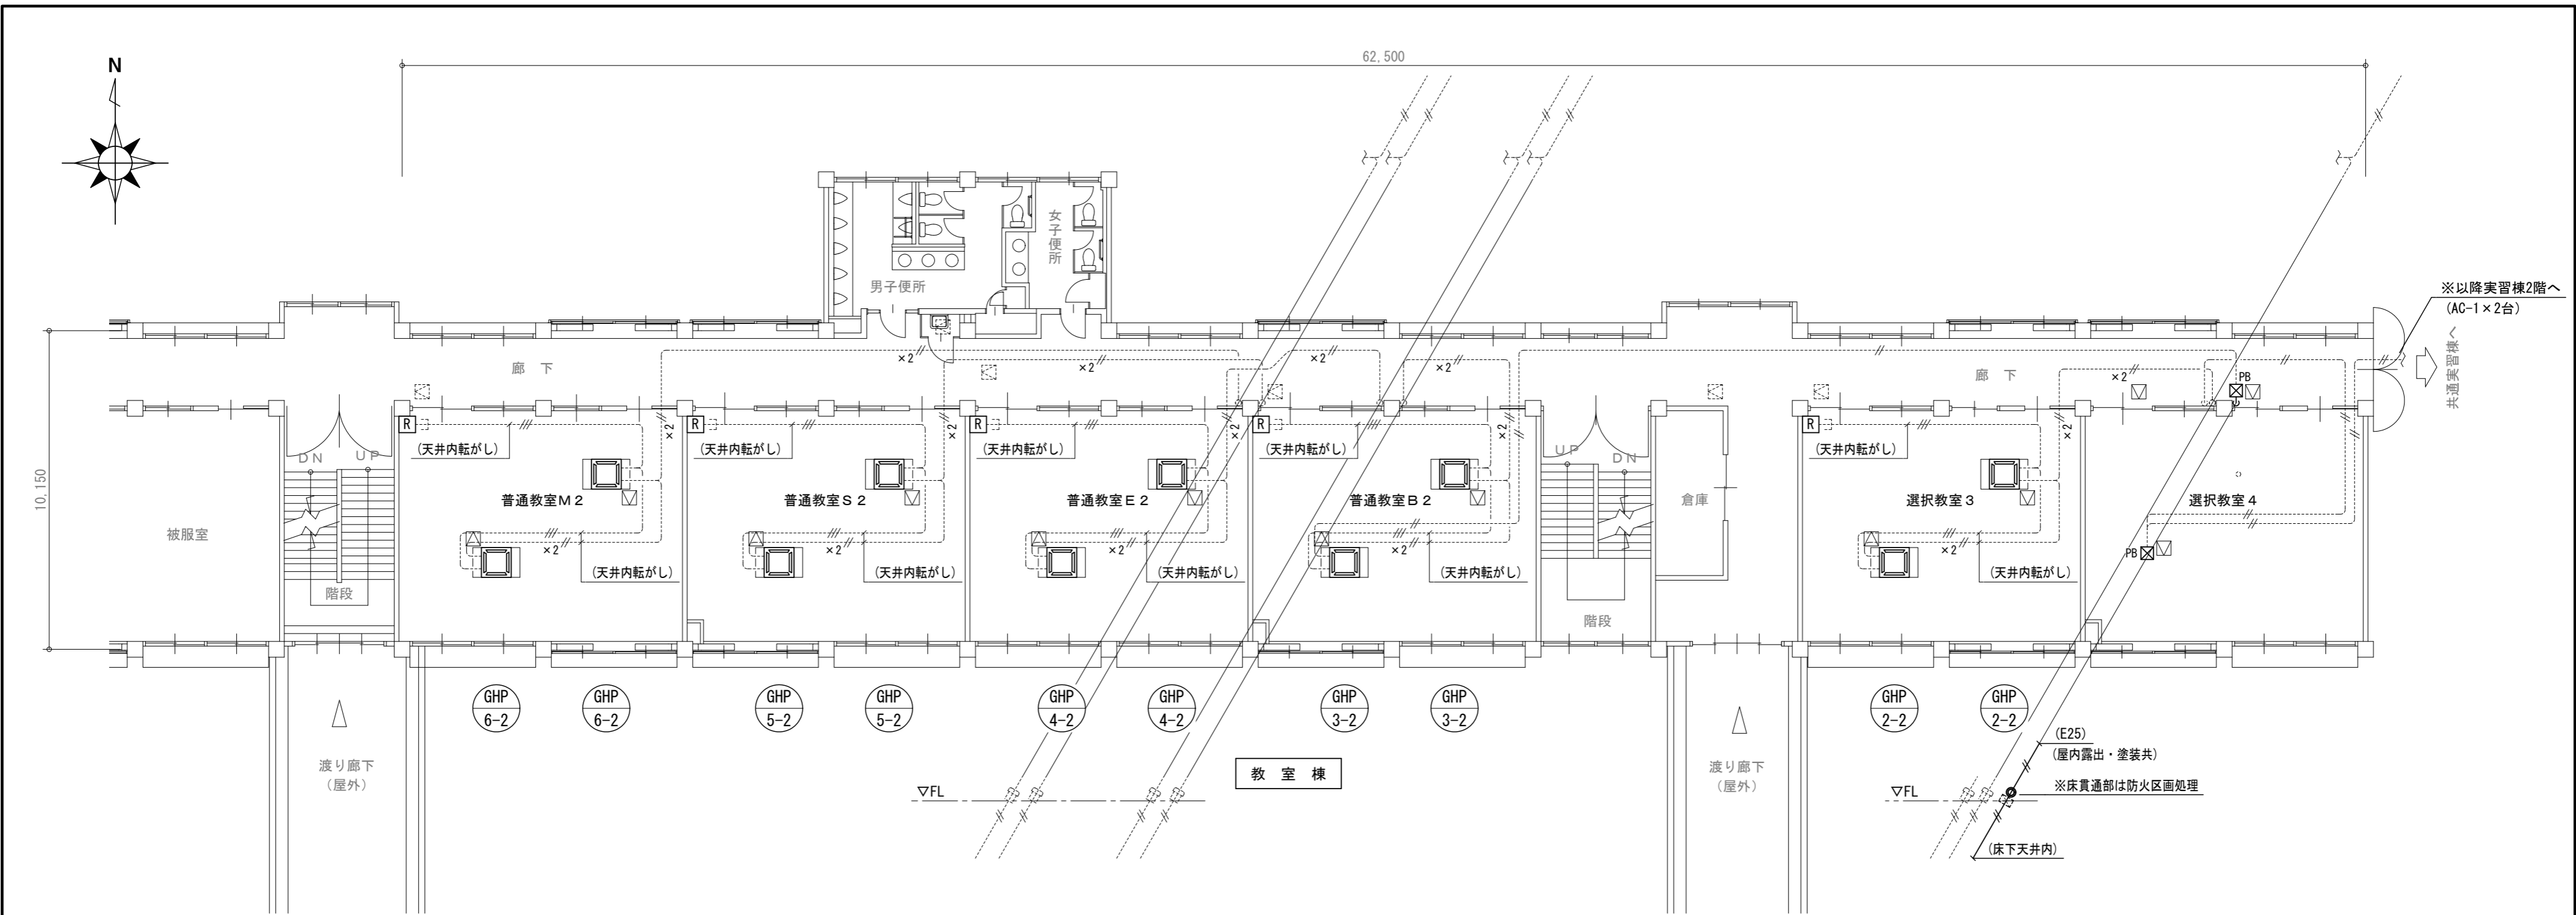 62,500
N
女子便所
男子便所
※以降実習棟2階へ
(AC-1×2台)
共通実習棟へ
×2
×2
×2
×2
×2
廊 下
廊 下
PB
10,150
R
R
R
R
R
×2
×2
×2
×2
×2
(天井内転がし)
(天井内転がし)
(天井内転がし)
(天井内転がし)
(天井内転がし)
DN
UP
UP
DN
普通教室M2
普通教室S2
普通教室E2
普通教室B2
倉庫
選択教室3
選択教室4
被服室
×2
×2
×2
×2
×2
PB
(天井内転がし)
(天井内転がし)
(天井内転がし)
(天井内転がし)
(天井内転がし)
階段
階段
GHP
6-2
GHP
6-2
GHP
5-2
GHP
5-2
GHP
4-2
GHP
4-2
GHP
3-2
GHP
3-2
GHP
2-2
GHP
2-2
(E25)
(屋内露出・塗装共)
渡り廊下
(屋外)
教 室 棟
渡り廊下
(屋外)
▽FL
▽FL
※床貫通部は防火区画処理
(床下天井内)